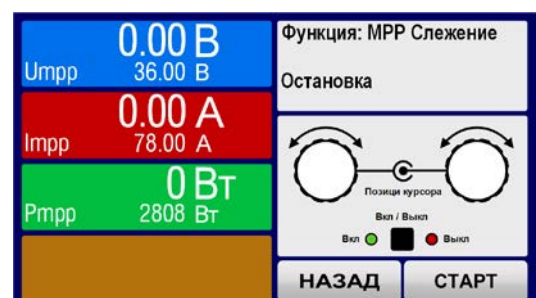 0.00 В
Umpp 36.00 В
0.00 А
Impp 78.00 А
0 Вт
Pmpp 2808 Вт
Функция: МРР Слежение
Остановка
Позици курсора
Вкл / Выкл
Вкл Выкл
НАЗАД СТАРТ